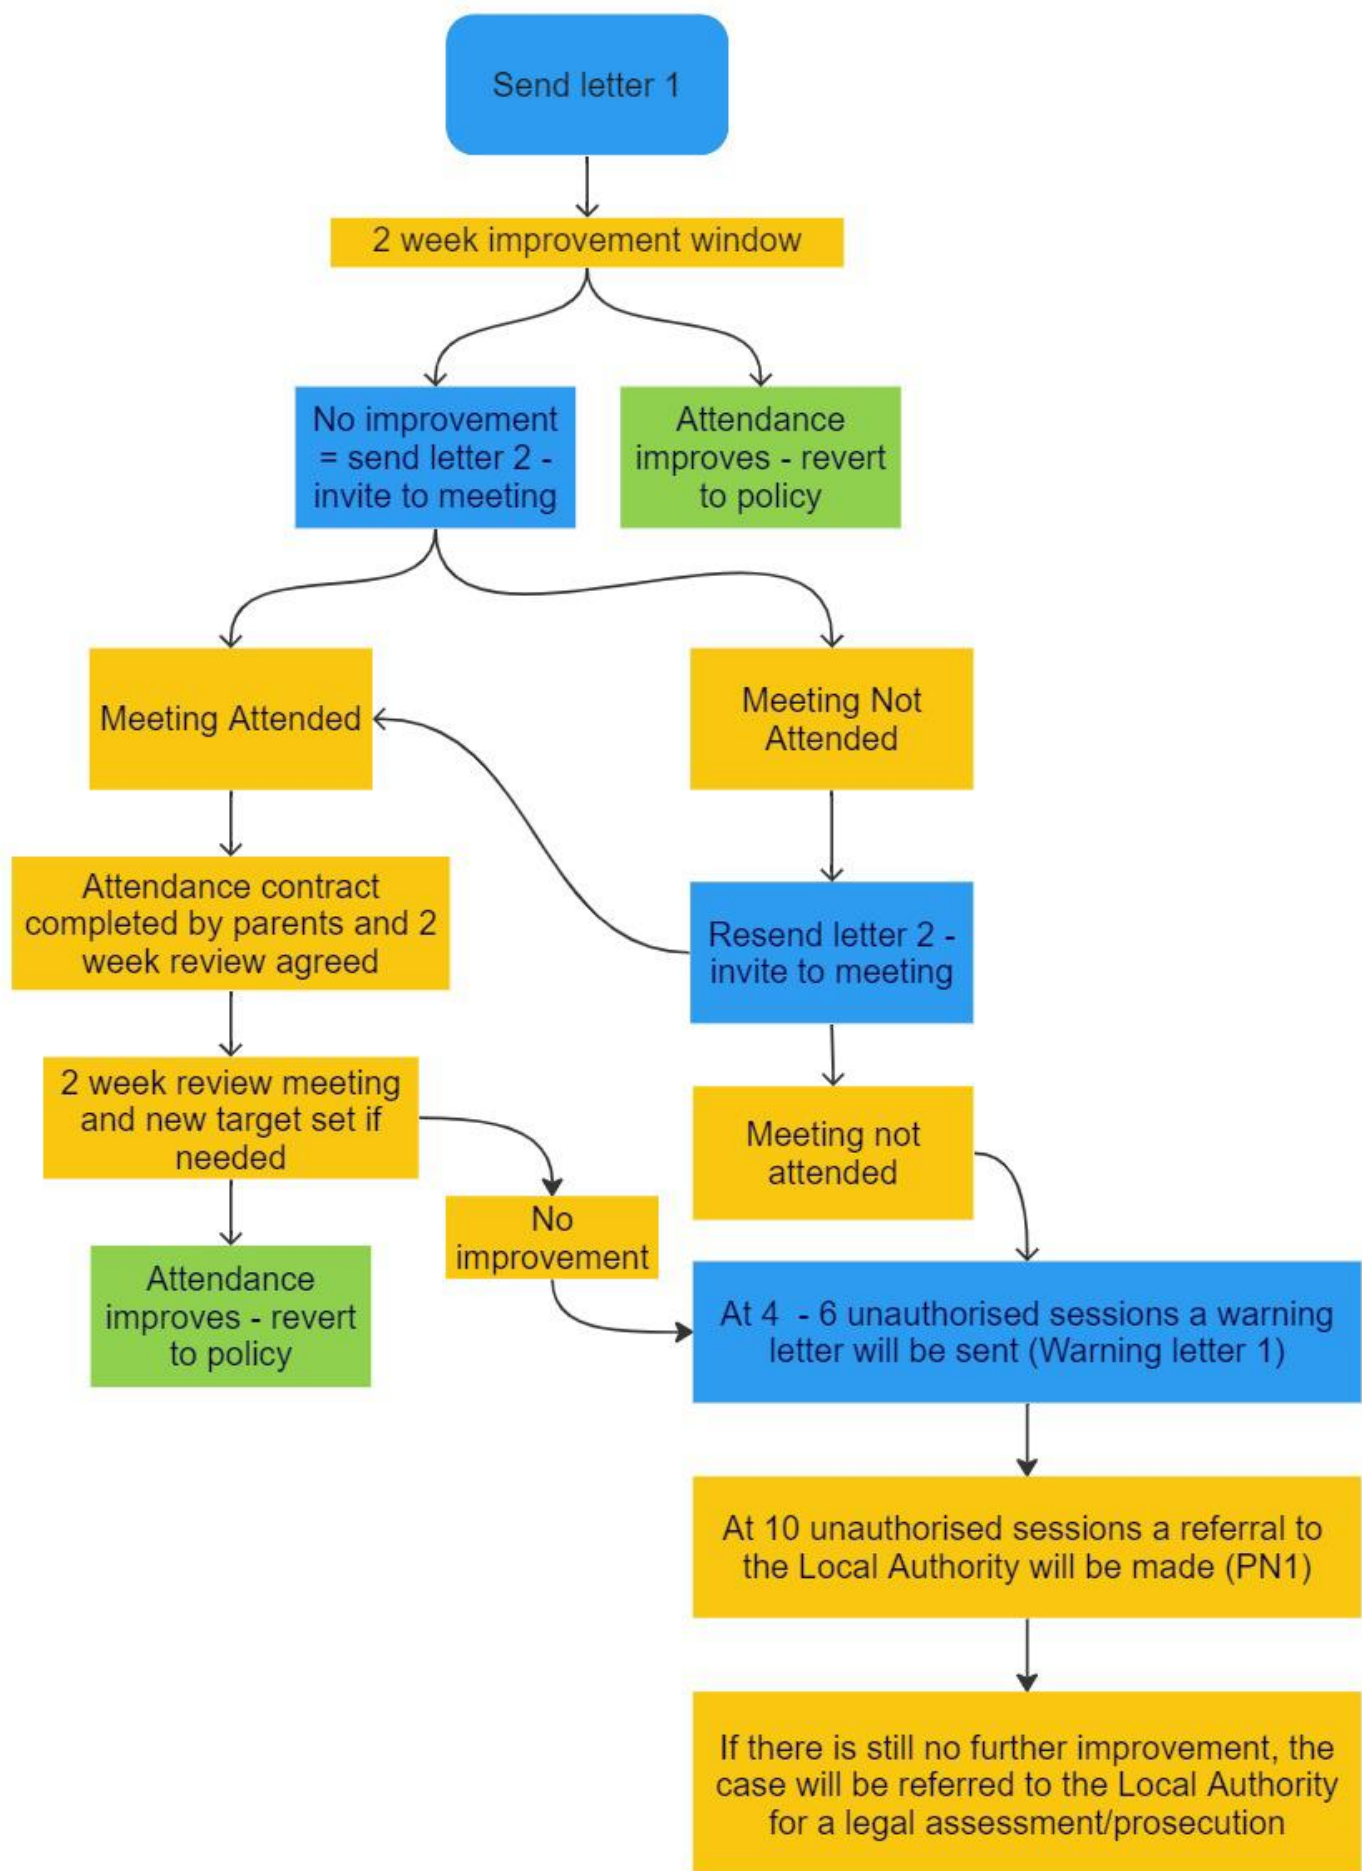 Send letter 1
2 week improvement window
No improvement
= send letter 2 -
invite to meeting
Attendance
improves - revert
to policy
Meeting Attended
Meeting Not
Attended
Attendance contract
completed by parents and 2
week review agreed
Resend letter 2 -
invite to meeting
2 week review meeting
and new target set if
needed
Meeting not
attended
No
improvement
Attendance
improves - revert
to policy
At 4  - 6 unauthorised sessions a warning
letter will be sent (Warning letter 1)
At 10 unauthorised sessions a referral to
the Local Authority will be made (PN1)
If there is still no further improvement, the
case will be referred to the Local Authority
for a legal assessment/prosecution